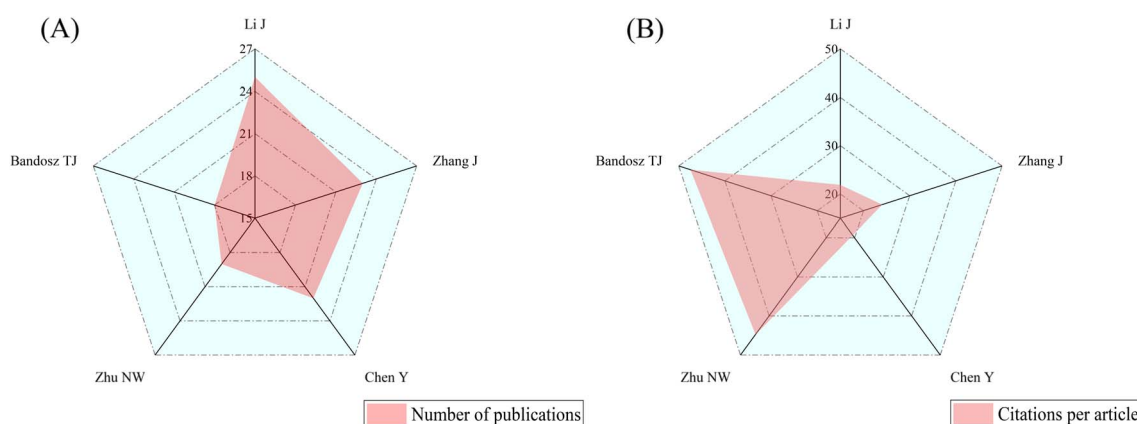 (A)
Li J
27
24
21
18
15
Zhang J
Chen Y
Zhu NW
Bandosz TJ
Number of publications
(B)
Li J
50
40
30
20
Zhang J
Chen Y
Zhu NW
Bandosz TJ
Citations per article